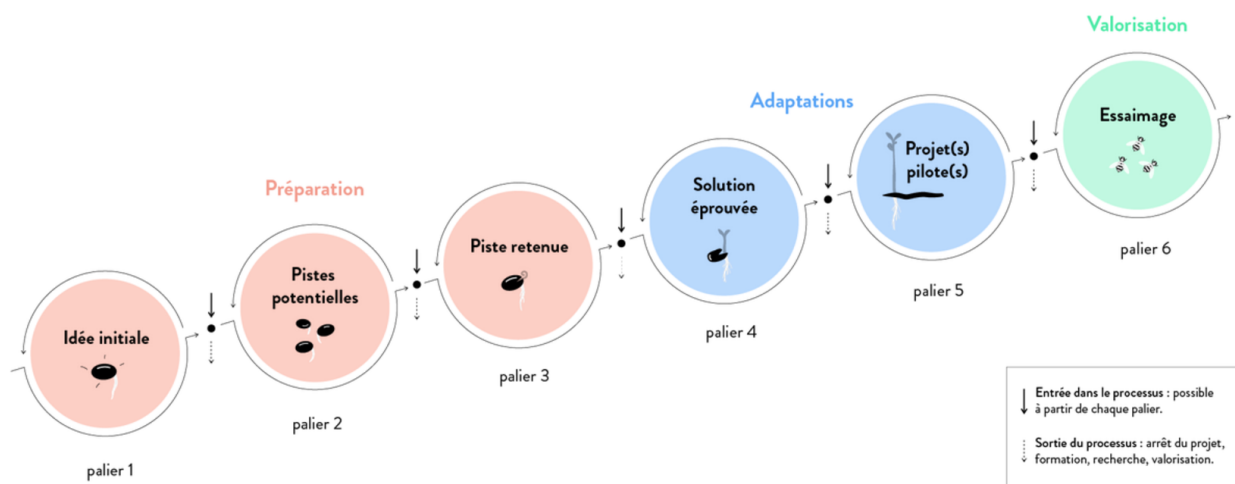 Préparation
Adaptations
Valorisation
Idée initiale
palier 1
Pistes
potentielles
palier 2
Piste retenue
palier 3
Solution
éprouvée
palier 4
Projet(s)
pilote(s)
palier 5
Essaimage
palier 6
Entrée dans le processus : possible
à partir de chaque palier.
Sortie du processus : arrêt du projet,
formation, recherche, valorisation.